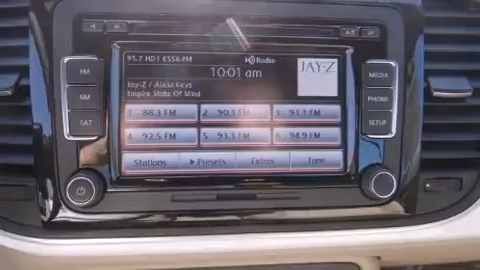 95.7 HD1 KSSX-FM
HD Radio
10:01 am
JAY-Z
Jay-Z / Alicia Keys
Empire State Of Mind
FM
AM
SAT
MEDIA
PHONE
SETUP
1 88.3 FM
2 90.3 FM
3 91.1 FM
4 92.5 FM
5 93.3 FM
6 94.9 FM
Stations
Presets
Extras
Tune